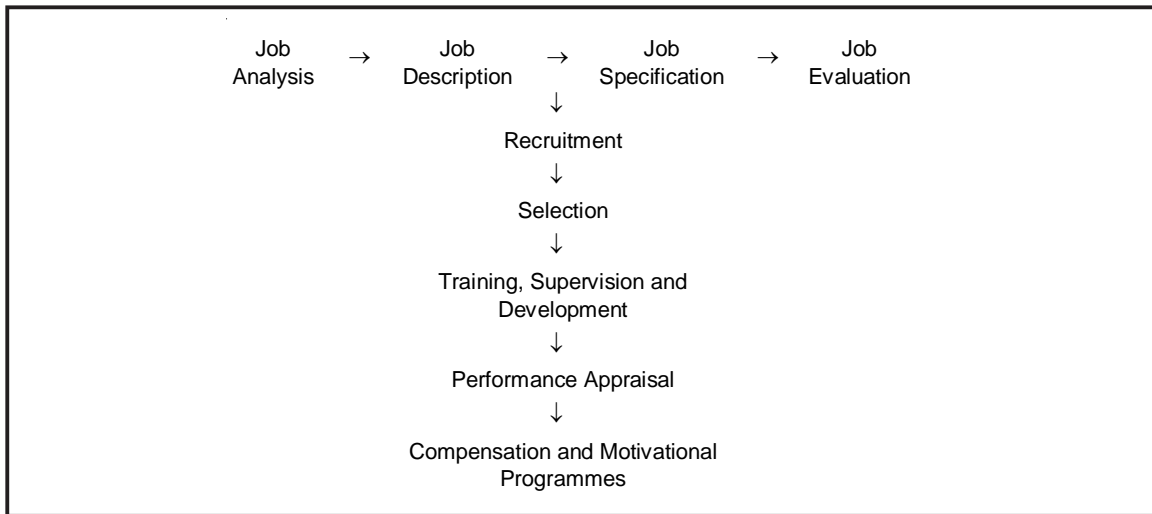 Job → Job → Job → Job
Analysis Description Specification Evaluation
↓
Recruitment
↓
Selection
↓
Training, Supervision and
Development
↓
Performance Appraisal
↓
Compensation and Motivational
Programmes